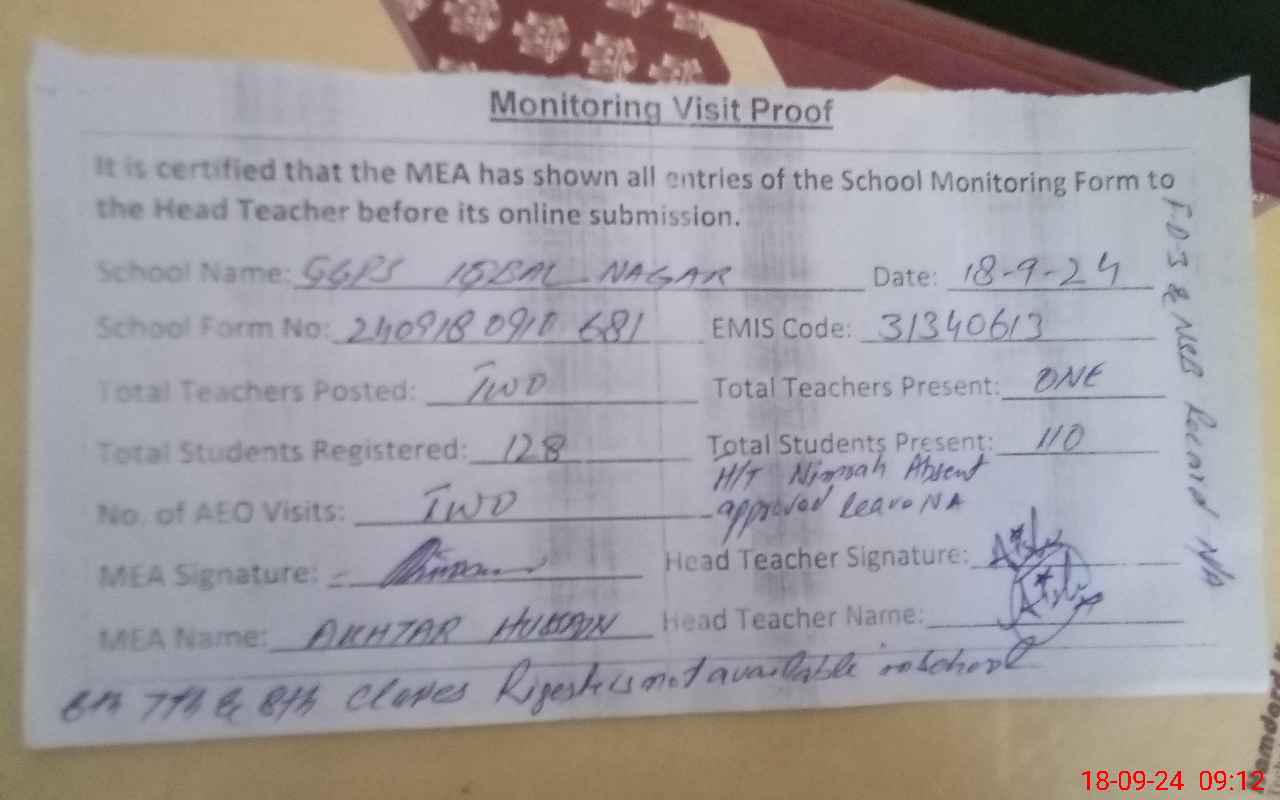 Monitoring Visit Proof
It is certified that the MEA has shown all entries of the School Monitoring Form to
the Head Teacher before its online submission.
School Name: GGPS IQBAL NAGAR Date: 18-9-24
School Form No: 240918 0910 681 EMIS Code: 31340613
Total Teachers Posted: TWO Total Teachers Present: ONE
Total Students Registered: 128 Total Students Present: 110
H/T Absent
No. of AEO Visits: TWO approved leave NA
MEA Signature: Head Teacher Signature:
MEA Name: AKHTAR HUSSAIN Head Teacher Name:
6th 7th & 8th Classes is not available in school
& NSB Record N/A
18-09-24 09:12